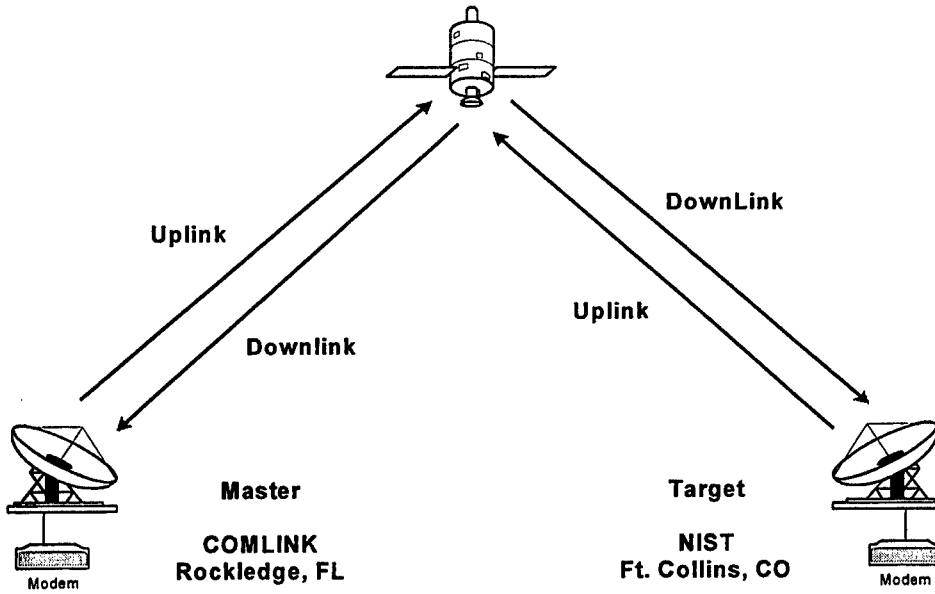 DownLink
Uplink
Uplink
Downlink
Master
COMLINK
Rockledge, FL
Modem
Target
NIST
Ft. Collins, CO
Modem